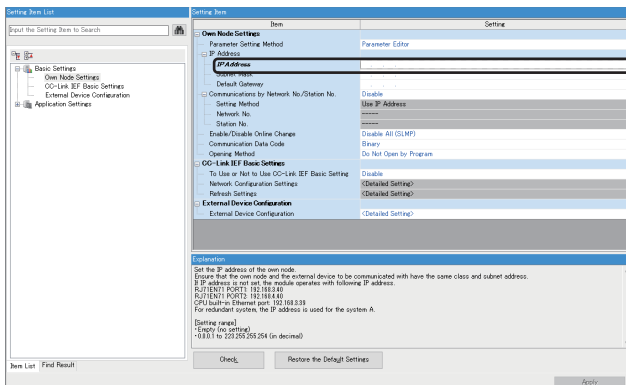 Setting Item List
Input the Setting Item to Search
Basic Settings
Own Node Settings
CC-Link IEF Basic Settings
External Device Configuration
Application Settings
Item List Find Result
Setting Item
Item Setting
Own Node Settings
Parameter Setting Method Parameter Editor
IP Address
IP Address . . .
Subnet Mask . . .
Default Gateway . . .
Communications by Network No./Station No. Disable
Setting Method Use IP Address
Network No. -----
Station No. -----
Enable/Disable Online Change Disable All (SLMP)
Communication Data Code Binary
Opening Method Do Not Open by Program
CC-Link IEF Basic Settings
To Use or Not to Use CC-Link IEF Basic Setting Disable
Network Configuration Settings <Detailed Setting>
Refresh Settings <Detailed Setting>
External Device Configuration
External Device Configuration <Detailed Setting>
Explanation
Set the IP address of the own node.
Ensure that the own node and the external device to be communicated with have the same class and subnet address.
If IP address is not set, the module operates with following IP address.
RJ71EN71 PORT1: 192.168.3.40
RJ71EN71 PORT2: 192.168.4.40
CPU built-in Ethernet port: 192.168.3.39
For redundant system, the IP address is used for the system A.
[Setting range]
・Empty (no setting)
・0.0.0.1 to 223.255.255.254 (in decimal)
Check Restore the Default Settings
Apply